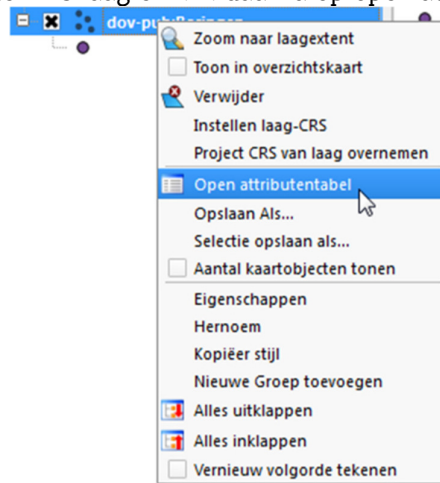 dov-pub:Boringen
Zoom naar laagextent
Toon in overzichtskaart
Verwijder
Instellen laag-CRS
Project CRS van laag overnemen
Open attributentabel
Opslaan Als...
Selectie opslaan als...
Aantal kaartobjecten tonen
Eigenschappen
Hernoem
Kopiëer stijl
Nieuwe Groep toevoegen
Alles uitklappen
Alles inklappen
Vernieuw volgorde tekenen